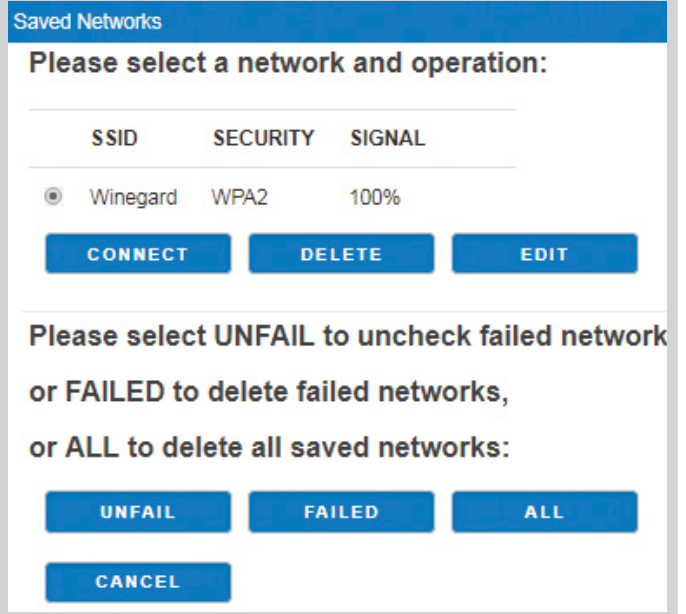 Saved Networks
Please select a network and operation:
SSID SECURITY SIGNAL
Winegard WPA2 100%
CONNECT DELETE EDIT
Please select UNFAIL to uncheck failed network
or FAILED to delete failed networks,
or ALL to delete all saved networks:
UNFAIL FAILED ALL
CANCEL